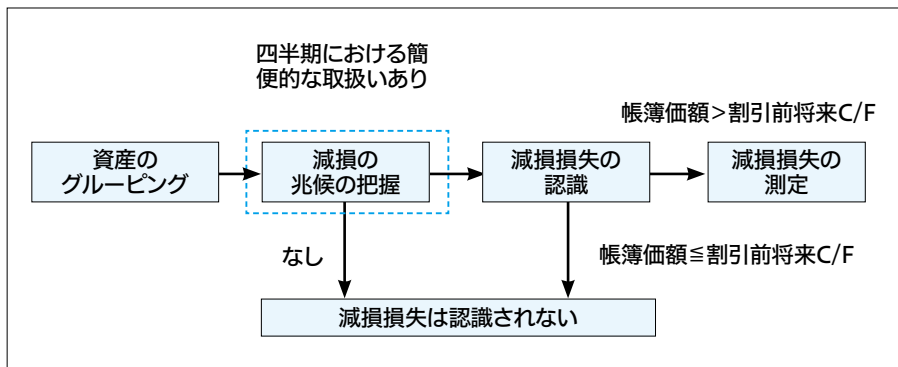 四半期における簡
便的な取扱いあり
帳簿価額＞割引前将来C/F
資産の
グルーピング
減損の
兆候の把握
減損損失の
認識
減損損失の
測定
なし
帳簿価額≦割引前将来C/F
減損損失は認識されない